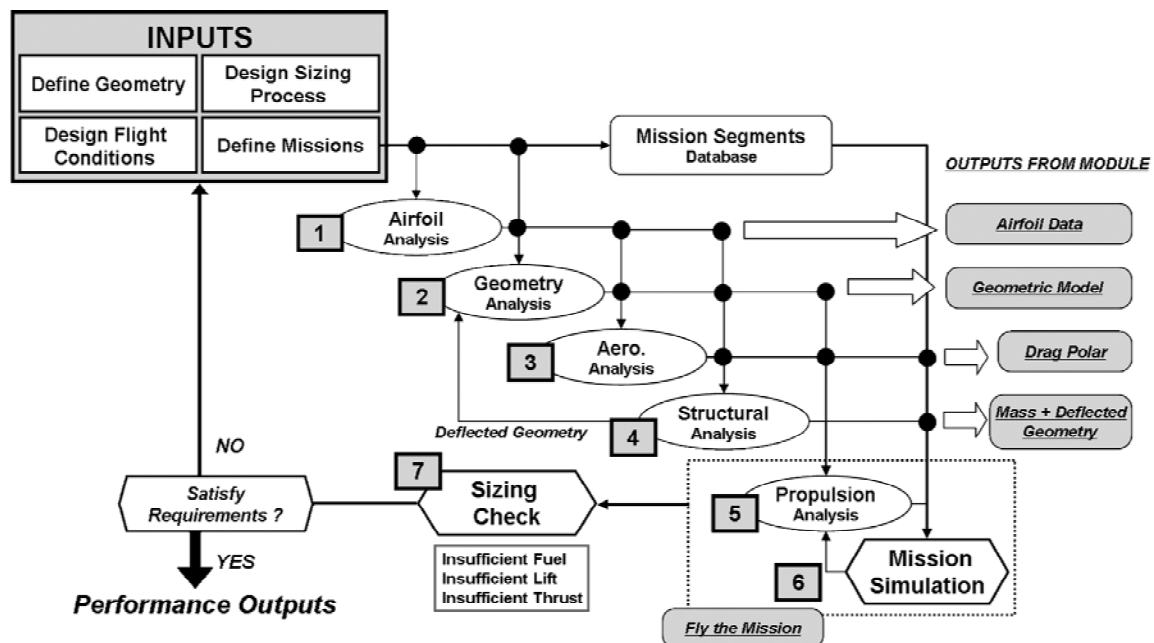 INPUTS
Define Geometry
Design Sizing
Process
Design Flight
Conditions
Define Missions
Mission Segments
Database
OUTPUTS FROM MODULE
1
Airfoil
Analysis
Airfoil Data
2
Geometry
Analysis
Geometric Model
3
Aero.
Analysis
Drag Polar
4
Structural
Analysis
Mass + Deflected
Geometry
Deflected Geometry
NO
7
Sizing
Check
Satisfy
Requirements ?
YES
Performance Outputs
Insufficient Fuel
Insufficient Lift
Insufficient Thrust
5
Propulsion
Analysis
6
Mission
Simulation
Fly the Mission